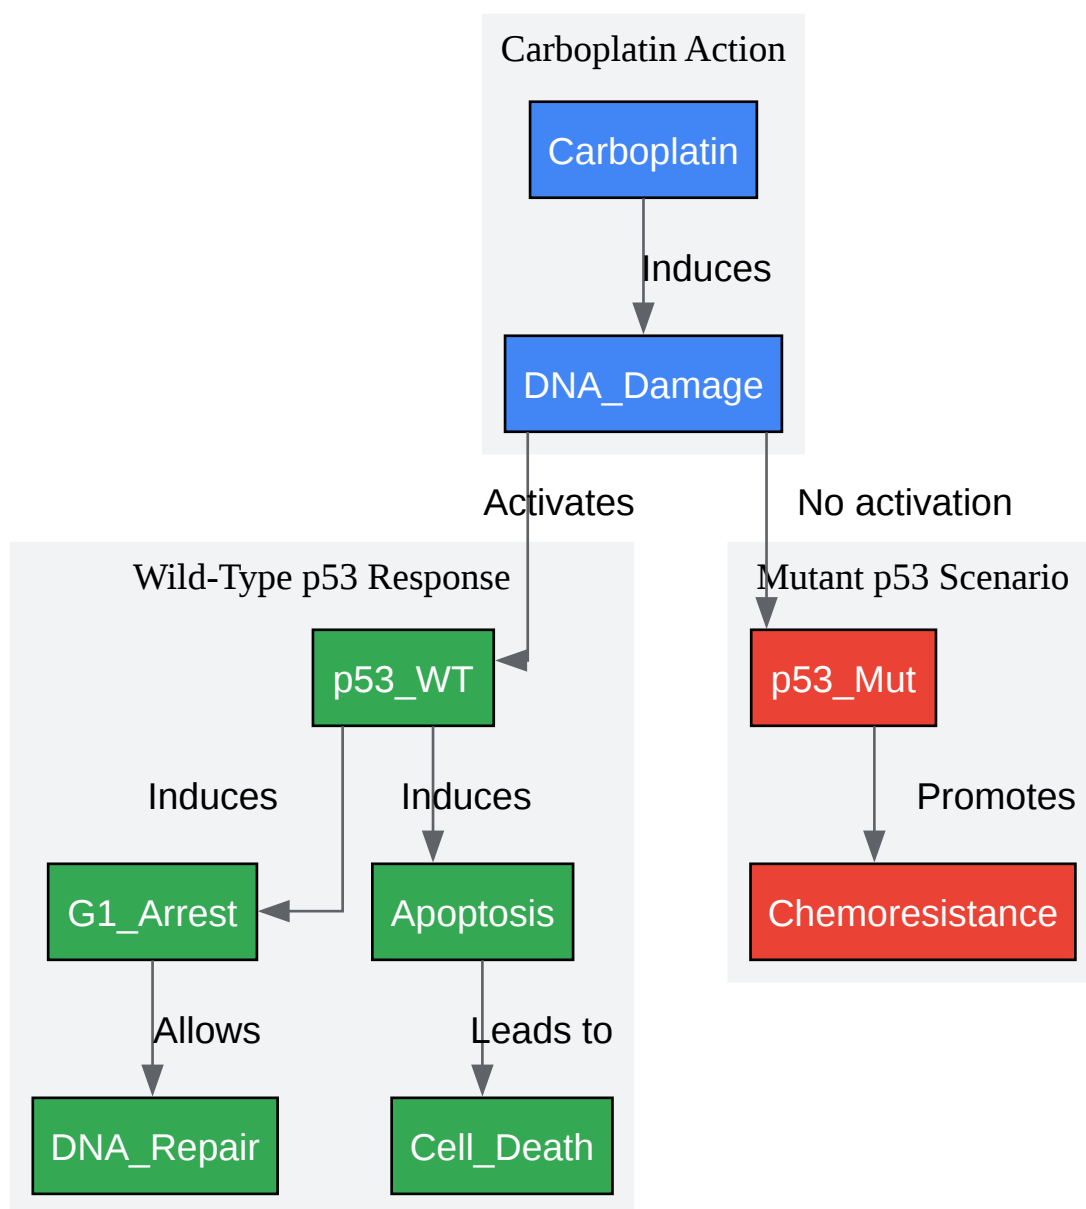 Carboplatin Action
Carboplatin
Induces
DNA_Damage
Activates
No activation
Wild-Type p53 Response
Mutant p53 Scenario
p53_WT
p53_Mut
Induces
Induces
Promotes
G1_Arrest
Apoptosis
Chemoresistance
Allows
Leads to
DNA_Repair
Cell_Death